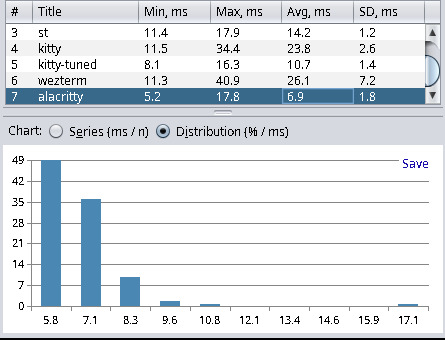 # Title Min, ms Max, ms Avg, ms SD, ms
3 st 11.4 17.9 14.2 1.2
4 kitty 11.5 34.4 23.8 2.6
5 kitty-tuned 8.1 16.3 10.7 1.4
6 wezterm 11.3 40.9 26.1 7.2
7 alacritty 5.2 17.8 6.9 1.8
Chart: Series (ms / n) Distribution (% / ms)
Save
49
42
35
28
21
14
7
0
5.8 7.1 8.3 9.6 10.8 12.1 13.4 14.6 15.9 17.1